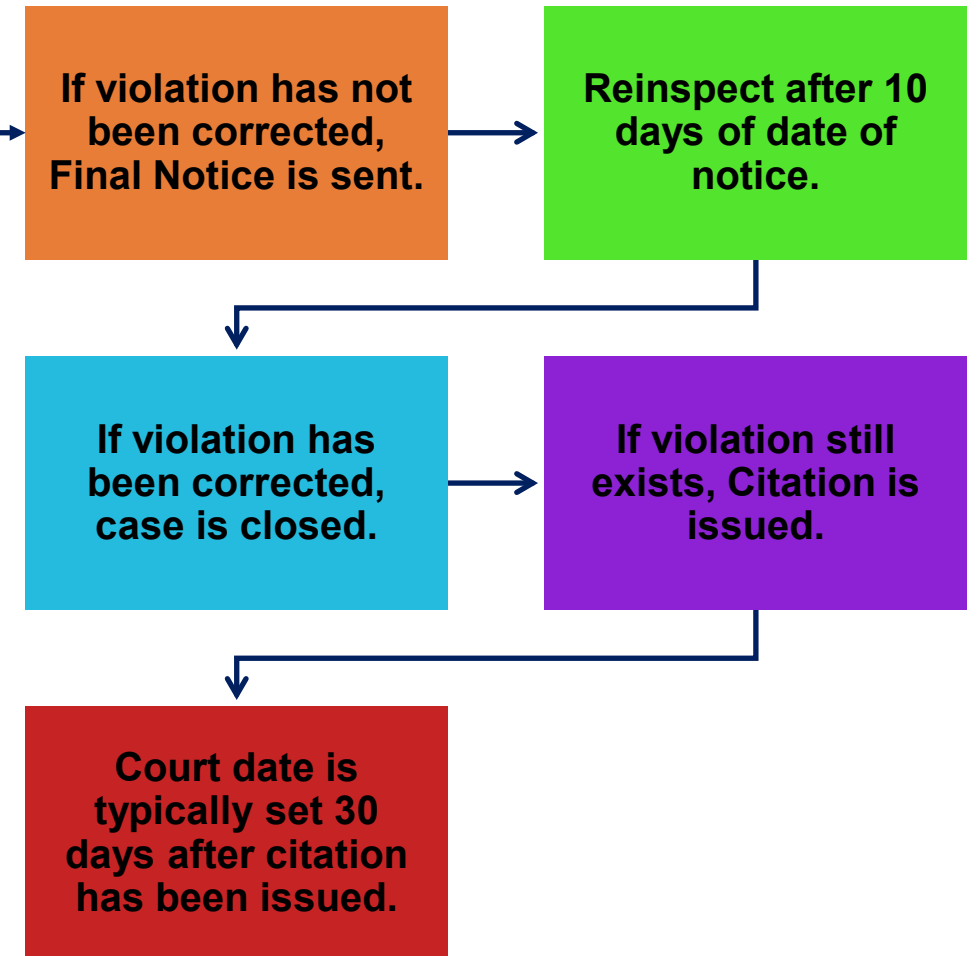 If violation has not
been corrected,
Final Notice is sent.
Reinspect after 10
days of date of
notice.
If violation has
been corrected,
case is closed.
If violation still
exists, Citation is
issued.
Court date is
typically set 30
days after citation
has been issued.